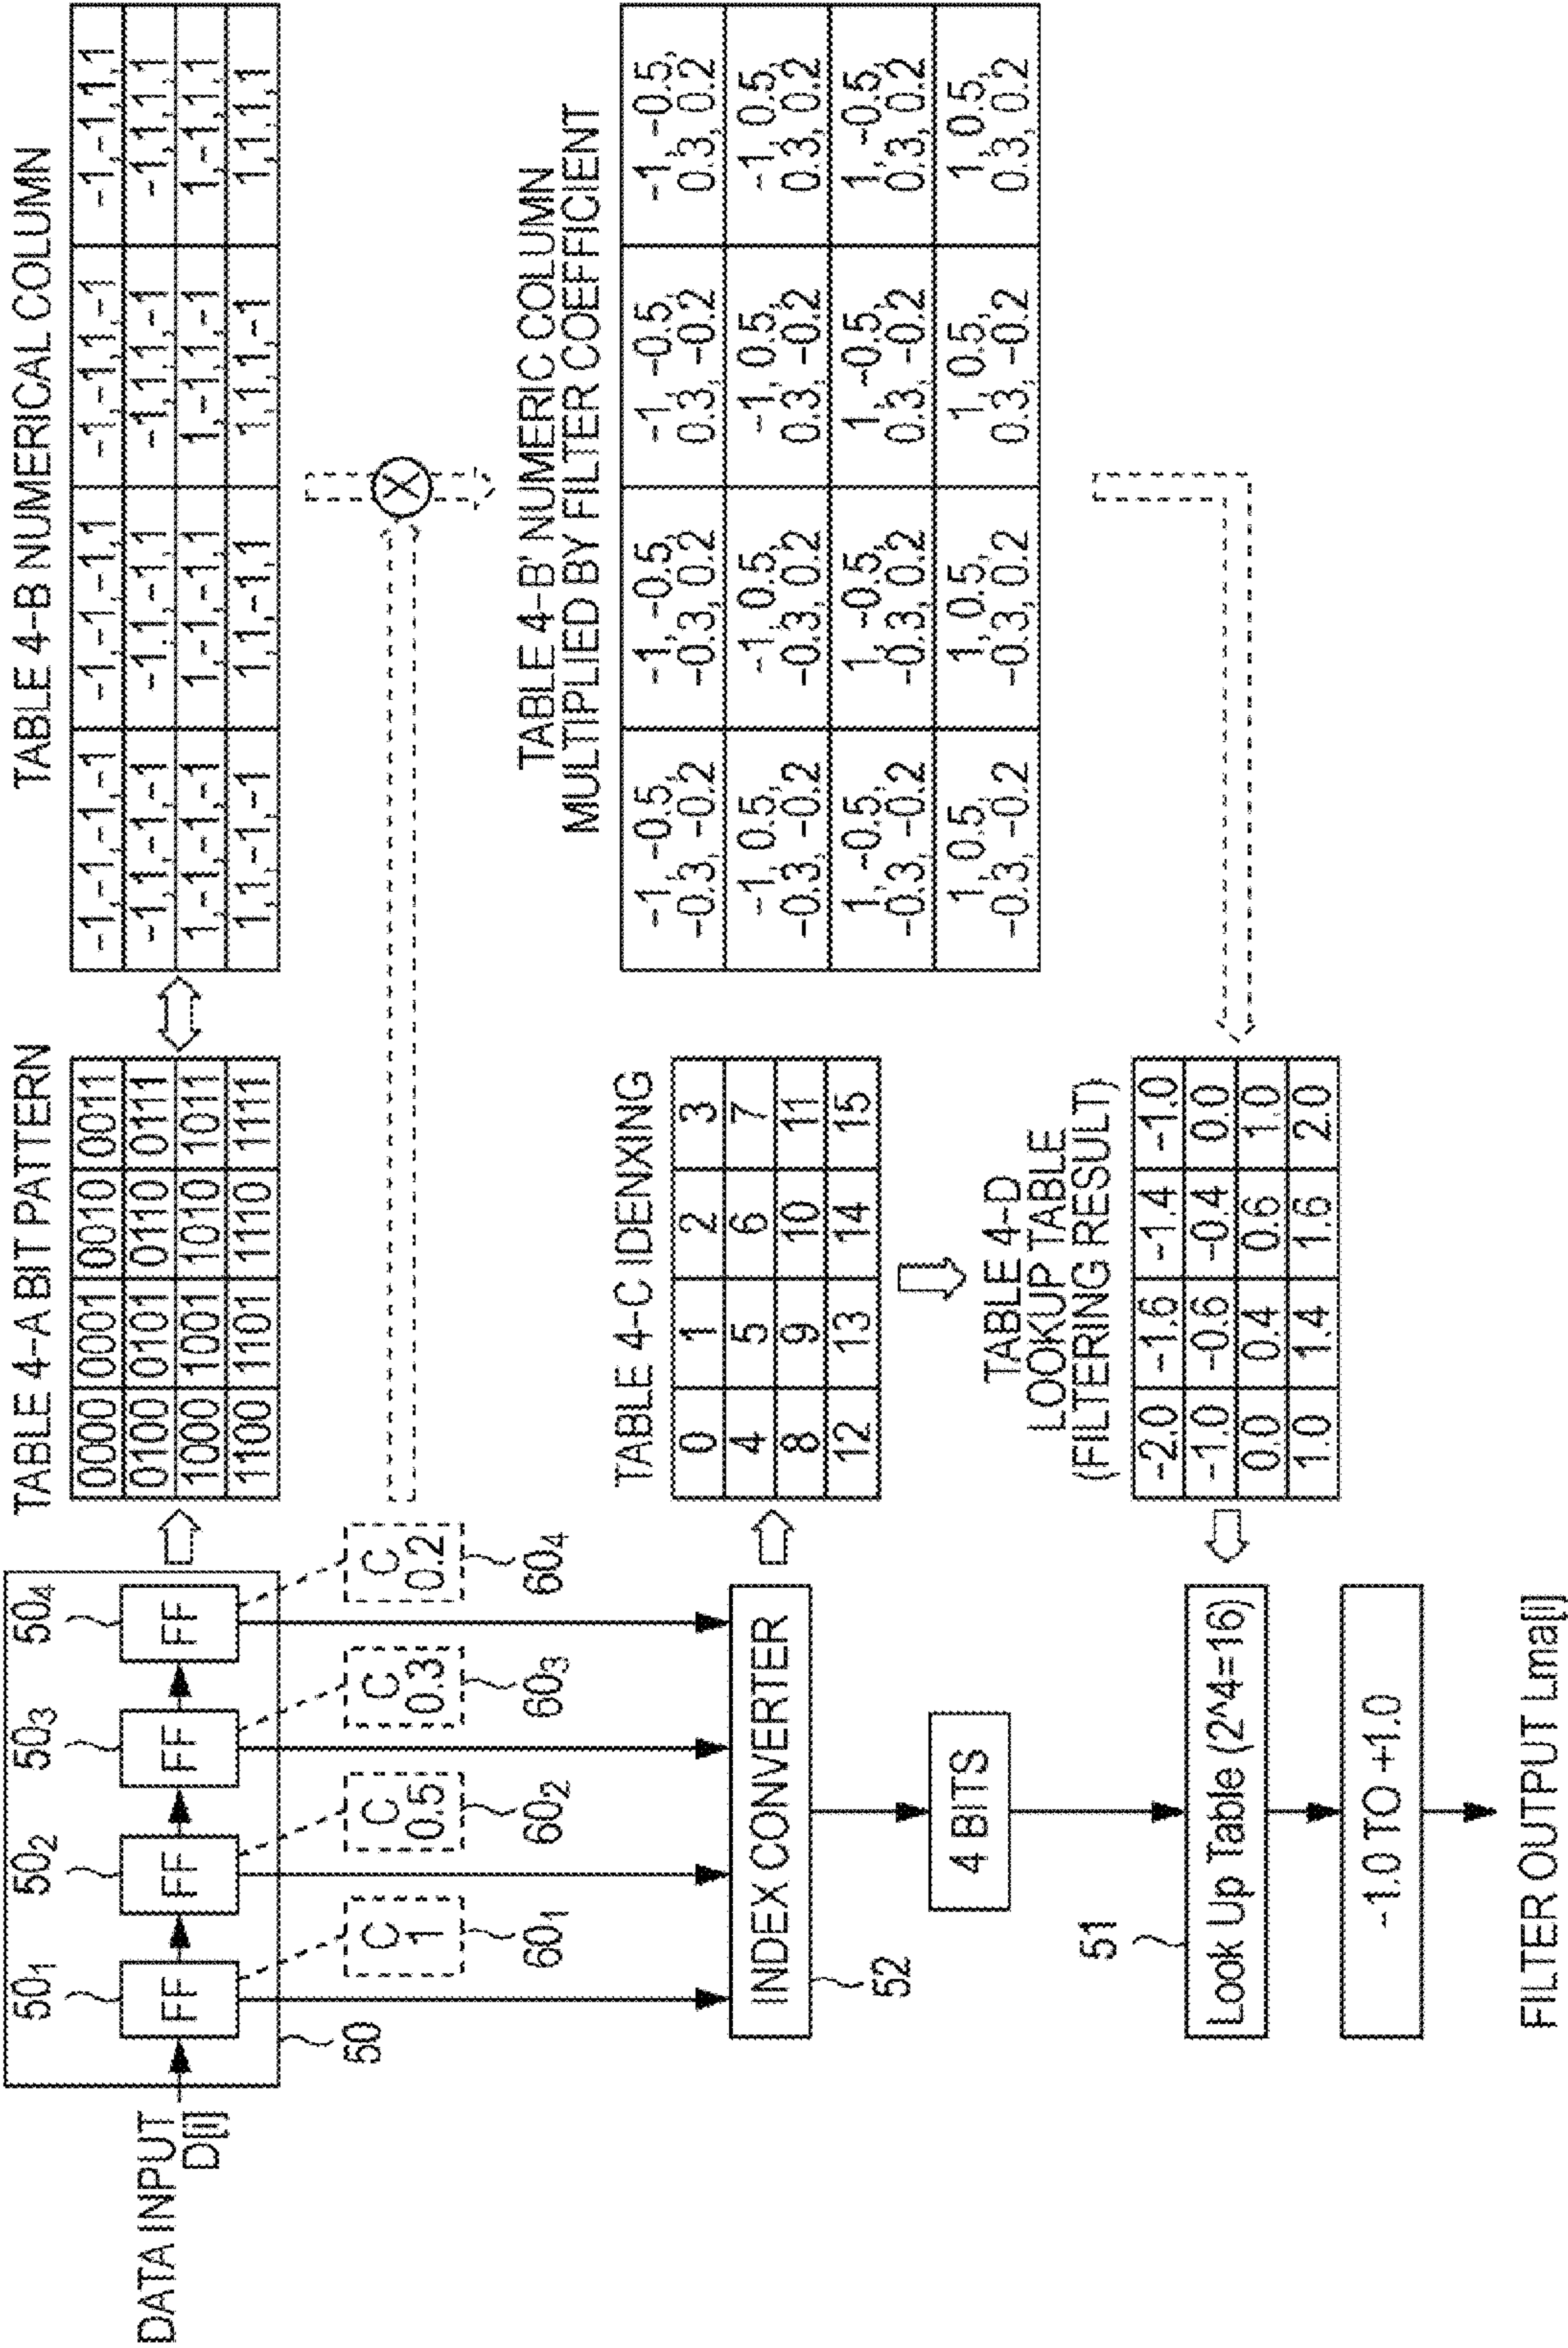 DATA INPUT
D[i]
50₁
50₂
50₃
50₄
FF
FF
FF
FF
50
C
1
C
0.5
C
0.3
C
0.2
60₁
60₂
60₃
60₄
TABLE 4-A BIT PATTERN
0000 0001 0010 0011
0100 0101 0110 0111
1000 1001 1010 1011
1100 1101 1110 1111
TABLE 4-B NUMERICAL COLUMN
-1,-1,-1,-1 -1,-1,-1,1 -1,-1,1,-1 -1,-1,1,1
-1,1,-1,-1 -1,1,-1,1 -1,1,1,-1 -1,1,1,1
1,-1,-1,-1 1,-1,-1,1 1,-1,1,-1 1,-1,1,1
1,1,-1,-1 1,1,-1,1 1,1,1,-1 1,1,1,1
X
TABLE 4-B' NUMERIC COLUMN
MULTIPLIED BY FILTER COEFFICIENT
-1, -0.5, -1, -0.5, -1, -0.5, -1, -0.5,
-0.3, -0.2 -0.3, 0.2 0.3, -0.2 0.3, 0.2
-1, 0.5, -1, 0.5, -1, 0.5, -1, 0.5,
-0.3, -0.2 -0.3, 0.2 0.3, -0.2 0.3, 0.2
1, -0.5, 1, -0.5, 1, -0.5, 1, -0.5,
-0.3, -0.2 -0.3, 0.2 0.3, -0.2 0.3, 0.2
1, 0.5, 1, 0.5, 1, 0.5, 1, 0.5,
-0.3, -0.2 -0.3, 0.2 0.3, -0.2 0.3, 0.2
INDEX CONVERTER
52
TABLE 4-C IDENXING
0 1 2 3
4 5 6 7
8 9 10 11
12 13 14 15
4 BITS
TABLE 4-D
LOOKUP TABLE
(FILTERING RESULT)
-2.0 -1.6 -1.4 -1.0
-1.0 -0.6 -0.4 0.0
0.0 0.4 0.6 1.0
1.0 1.4 1.6 2.0
51
Look Up Table (2^4=16)
-1.0 TO +1.0
FILTER OUTPUT Lma[i]